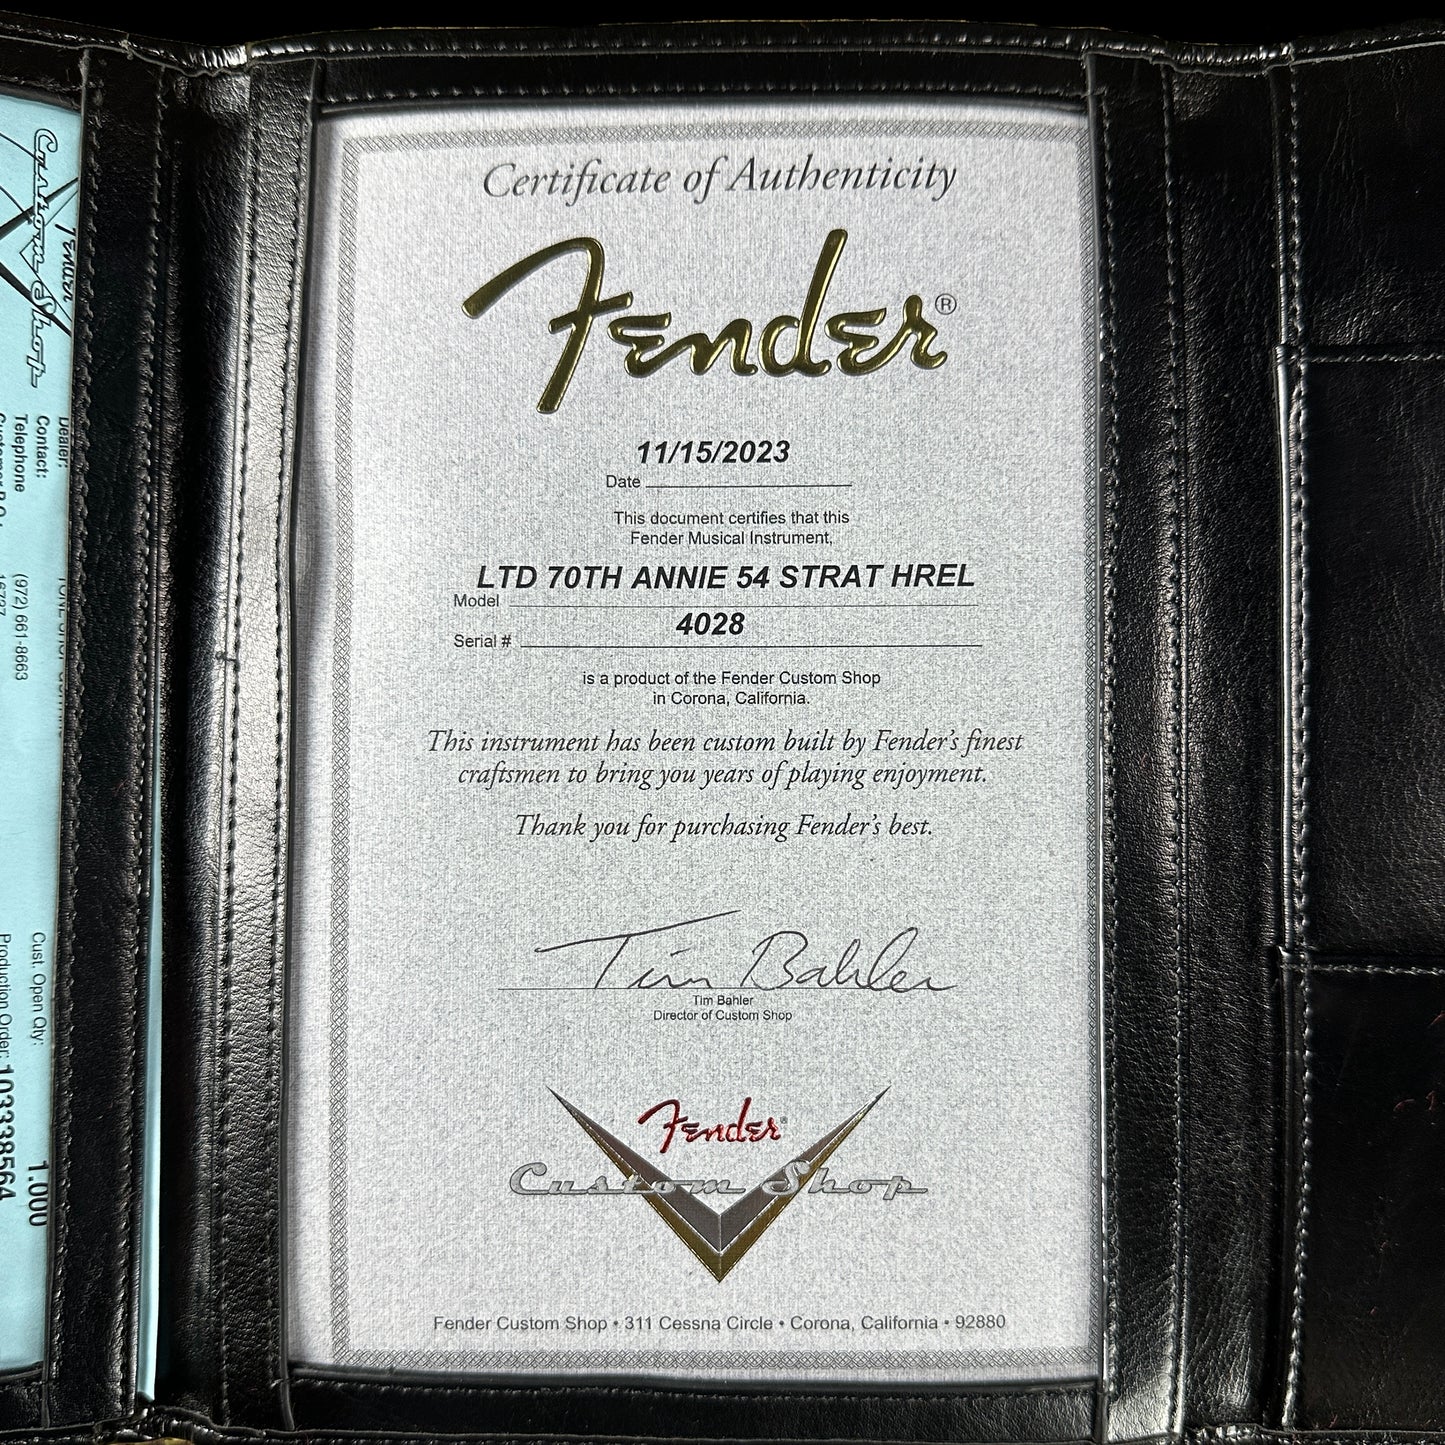 Certificate of Authenticity
Fender®
11/15/2023
Date
This document certifies that this
Fender Musical Instrument,
LTD 70TH ANNIE 54 STRAT HREL
Model
4028
Serial #
is a product of the Fender Custom Shop
in Corona, California.
This instrument has been custom built by Fender's finest
craftsmen to bring you years of playing enjoyment.
Thank you for purchasing Fender's best.
Tim Bahler
Tim Bahler
Director of Custom Shop
Fender
Custom Shop
Fender Custom Shop • 311 Cessna Circle • Corona, California • 92880
Fender
Custom Shop
Dealer:
Contact:
Telephone (972) 661-8663
Cust. Open Qty: 1.000
Production Order: 10338564